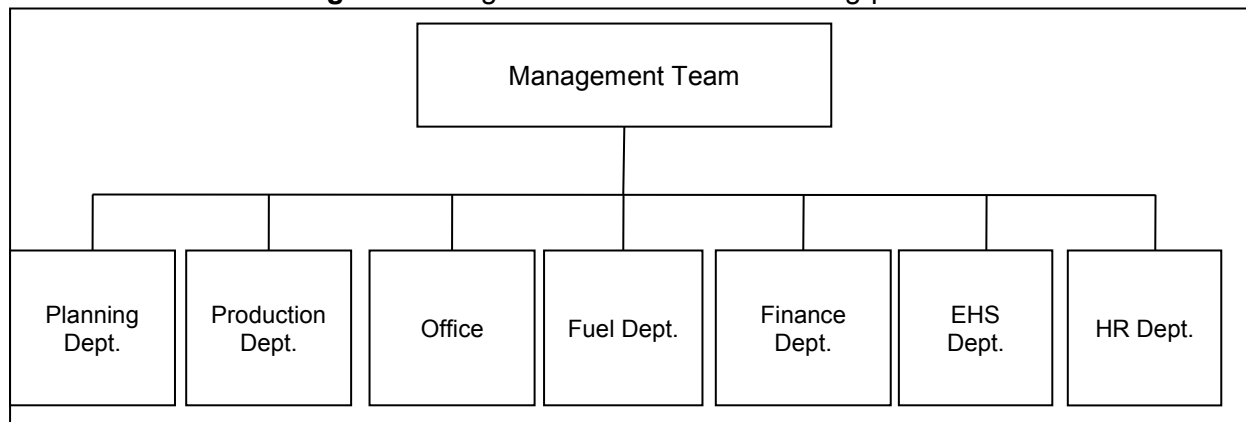 Management Team
Planning
Dept.
Production
Dept.
Office
Fuel Dept.
Finance
Dept.
EHS
Dept.
HR Dept.